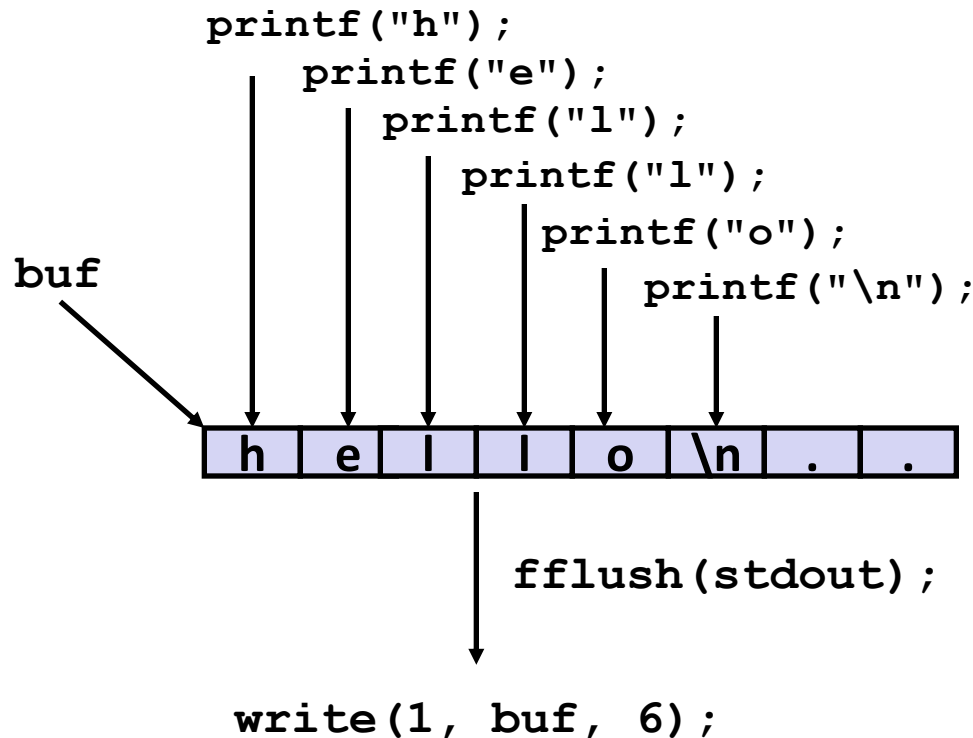 printf("h");
printf("e");
printf("l");
printf("l");
printf("o");
buf
printf("\n");
h e l l o \n . .
fflush(stdout);
write(1, buf, 6);